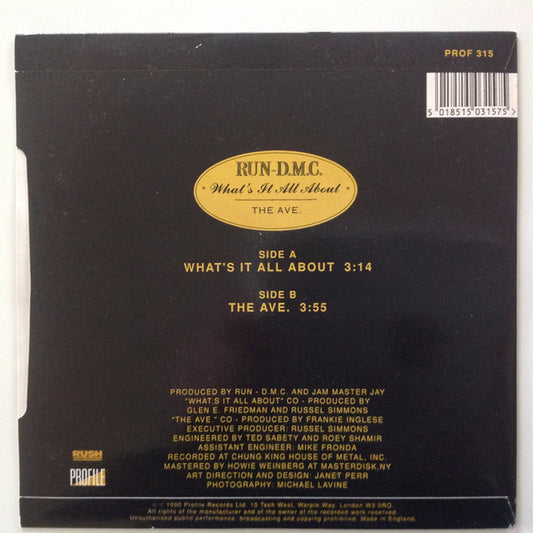 PROF 315
5 018515 031575>
RUN-D.M.C.
What's It All About
THE AVE.
SIDE A
WHAT'S IT ALL ABOUT 3:14
SIDE B
THE AVE. 3:55
PRODUCED BY RUN - D.M.C. AND JAM MASTER JAY
"WHAT,S IT ALL ABOUT" CO - PRODUCED BY
GLEN E. FRIEDMAN AND RUSSEL SIMMONS
"THE AVE." CO - PRODUCED BY FRANKIE INGLESE
EXECUTIVE PRODUCER: RUSSEL SIMMONS
ENGINEERED BY TED SABETY AND ROEY SHAMIR
ASSISTANT ENGINEER: MIKE FRONDA
RECORDED AT CHUNG KING HOUSE OF METAL, INC.
MASTERED BY HOWIE WEINBERG AT MASTERDISK,NY
ART DIRECTION AND DESIGN: JANET PERR
PHOTOGRAPHY: MICHAEL LAVINE
RUSH
PROFILE
℗ © 1990 Profile Records Ltd. 10 Tech West, Warple Way, London W3 0RQ.
All rights of the manufacturer and of the owner of the recorded work reserved.
Unauthorised public performance, broadcasting and copying prohibited. Made in England.